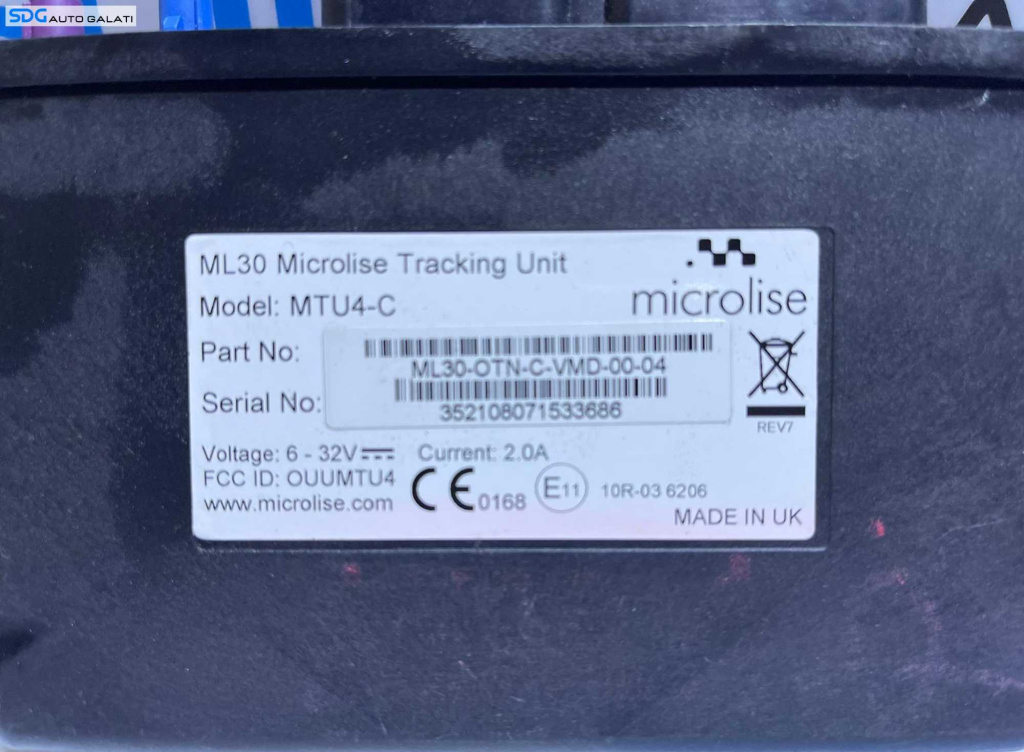 SDG AUTO GALATI
ML30 Microlise Tracking Unit
Model: MTU4-C
microlise
Part No:
ML30-OTN-C-VMD-00-04
Serial No:
352108071533686
REV7
Voltage: 6 - 32V Current: 2.0A
FCC ID: OUUMTU4
www.microlise.com
CE 0168
E11
10R-03 6206
MADE IN UK